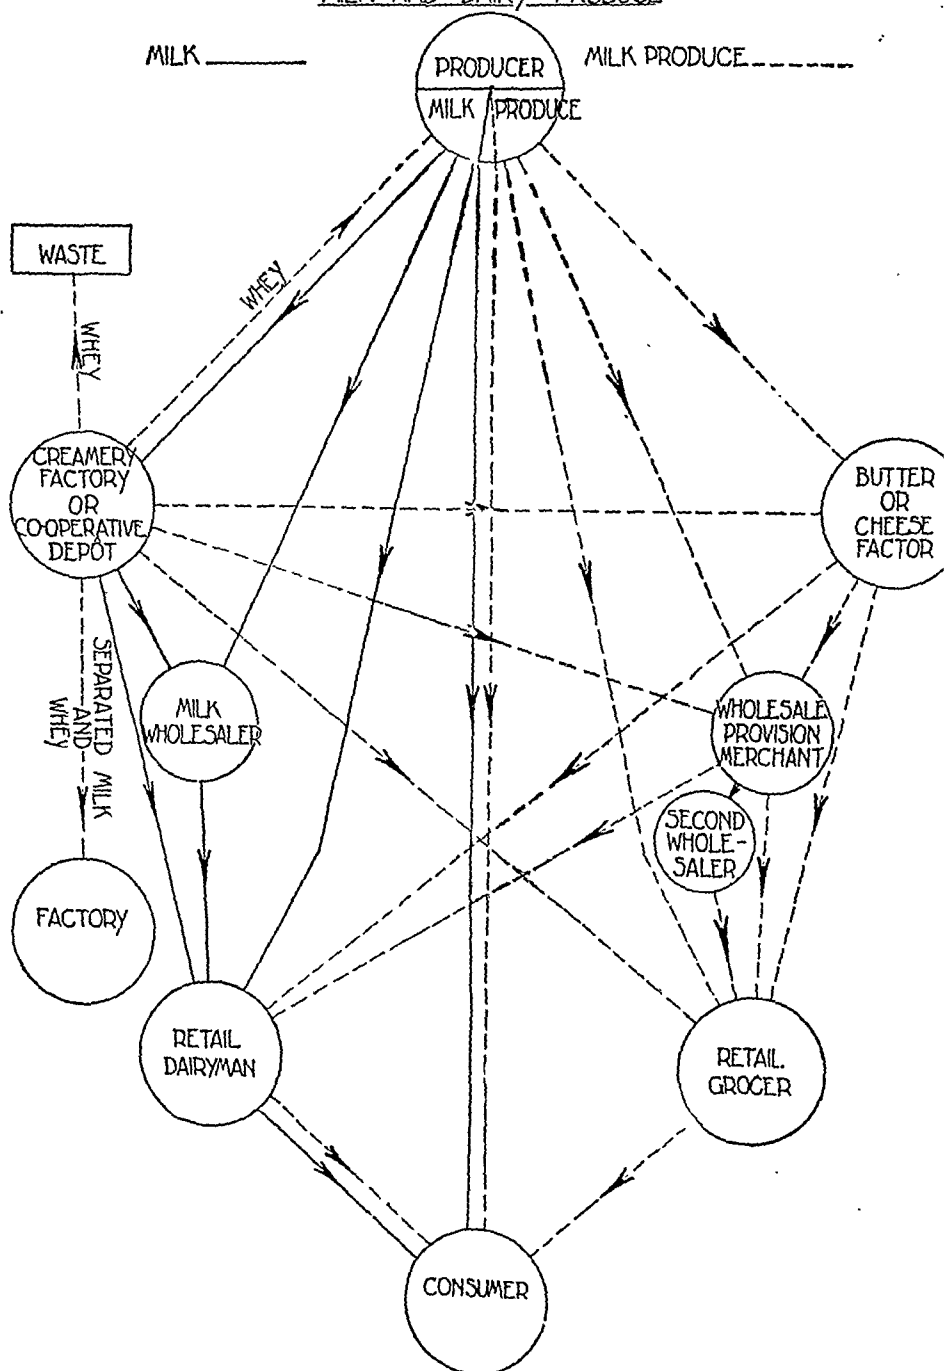 MILK AND DAIRY PRODUCE
MILK
MILK PRODUCE
PRODUCER
MILK
PRODUCE
WASTE
WHEY
WHEY
CREAMERY
FACTORY
OR
CO-OPERATIVE
DEPÔT
BUTTER
OR
CHEESE
FACTOR
SEPARATED MILK
AND
WHEY
MILK
WHOLESALER
WHOLESALE
PROVISION
MERCHANT
SECOND
WHOLE-
SALER
FACTORY
RETAIL
DAIRYMAN
RETAIL.
GROCER
CONSUMER